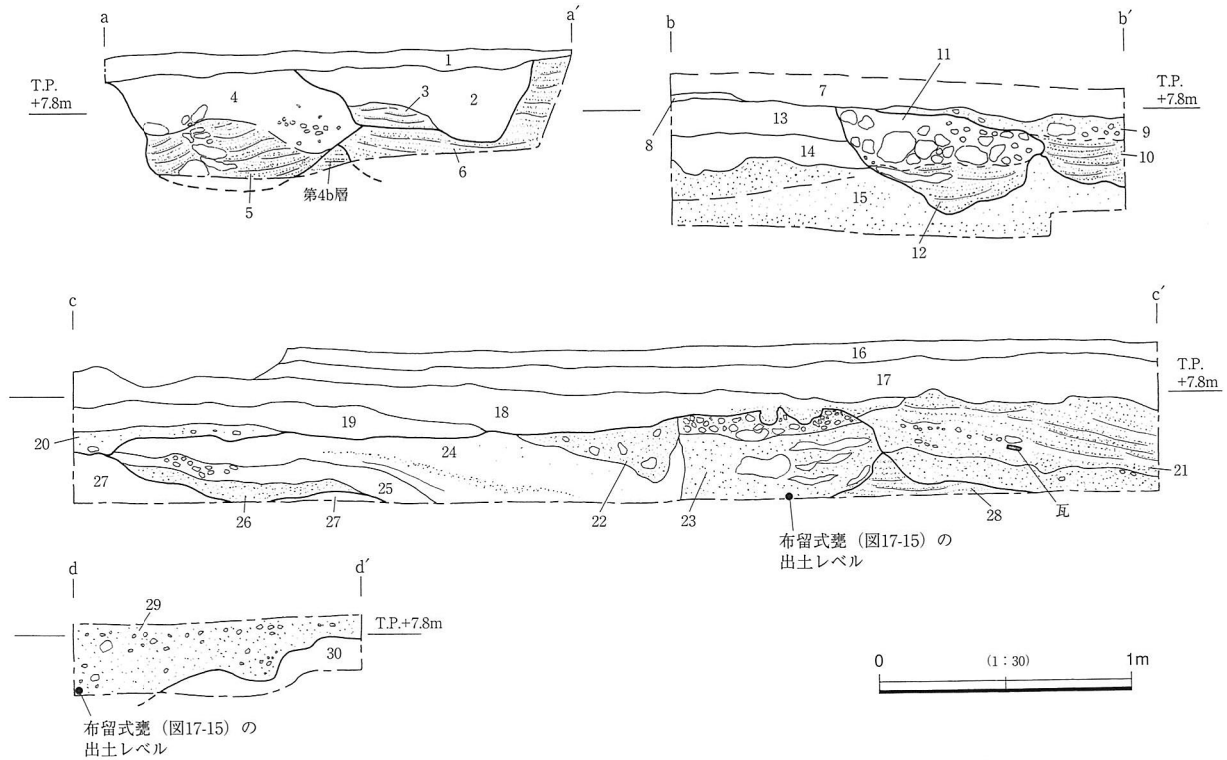 a
a′
T.P.
+7.8m
1
2
3
4
5
6
第4b層
b
b′
T.P.
+7.8m
7
8
9
10
11
12
13
14
15
c
c′
T.P.
+7.8m
16
17
18
19
20
21
22
23
24
25
26
27
27
28
瓦
布留式甕（図17-15）の
出土レベル
d
d′
T.P.+7.8m
29
30
布留式甕（図17-15）の
出土レベル
0 （1：30） 1m